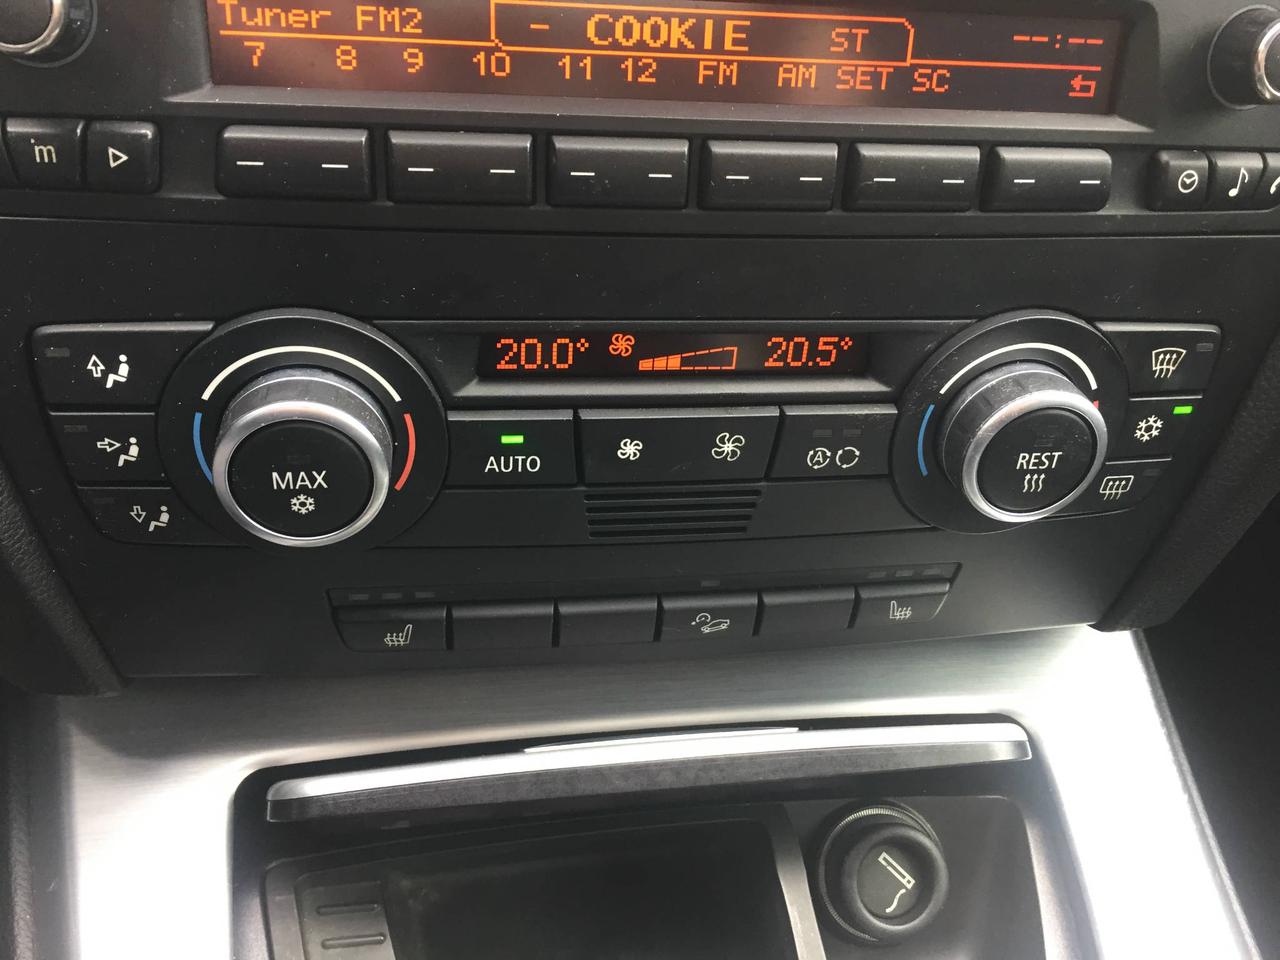 Tuner FM2 - COOKIE ST --:--
7 8 9 10 11 12 FM AM SET SC
m
20.0° 20.5°
AUTO A
MAX REST